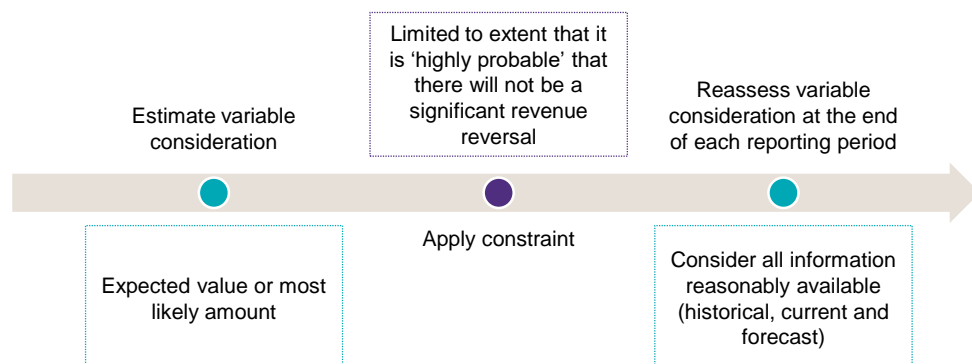 Estimate variable
consideration
Expected value or most
likely amount
Limited to extent that it
is ‘highly probable’ that
there will not be a
significant revenue
reversal
Apply constraint
Reassess variable
consideration at the end
of each reporting period
Consider all information
reasonably available
(historical, current and
forecast)